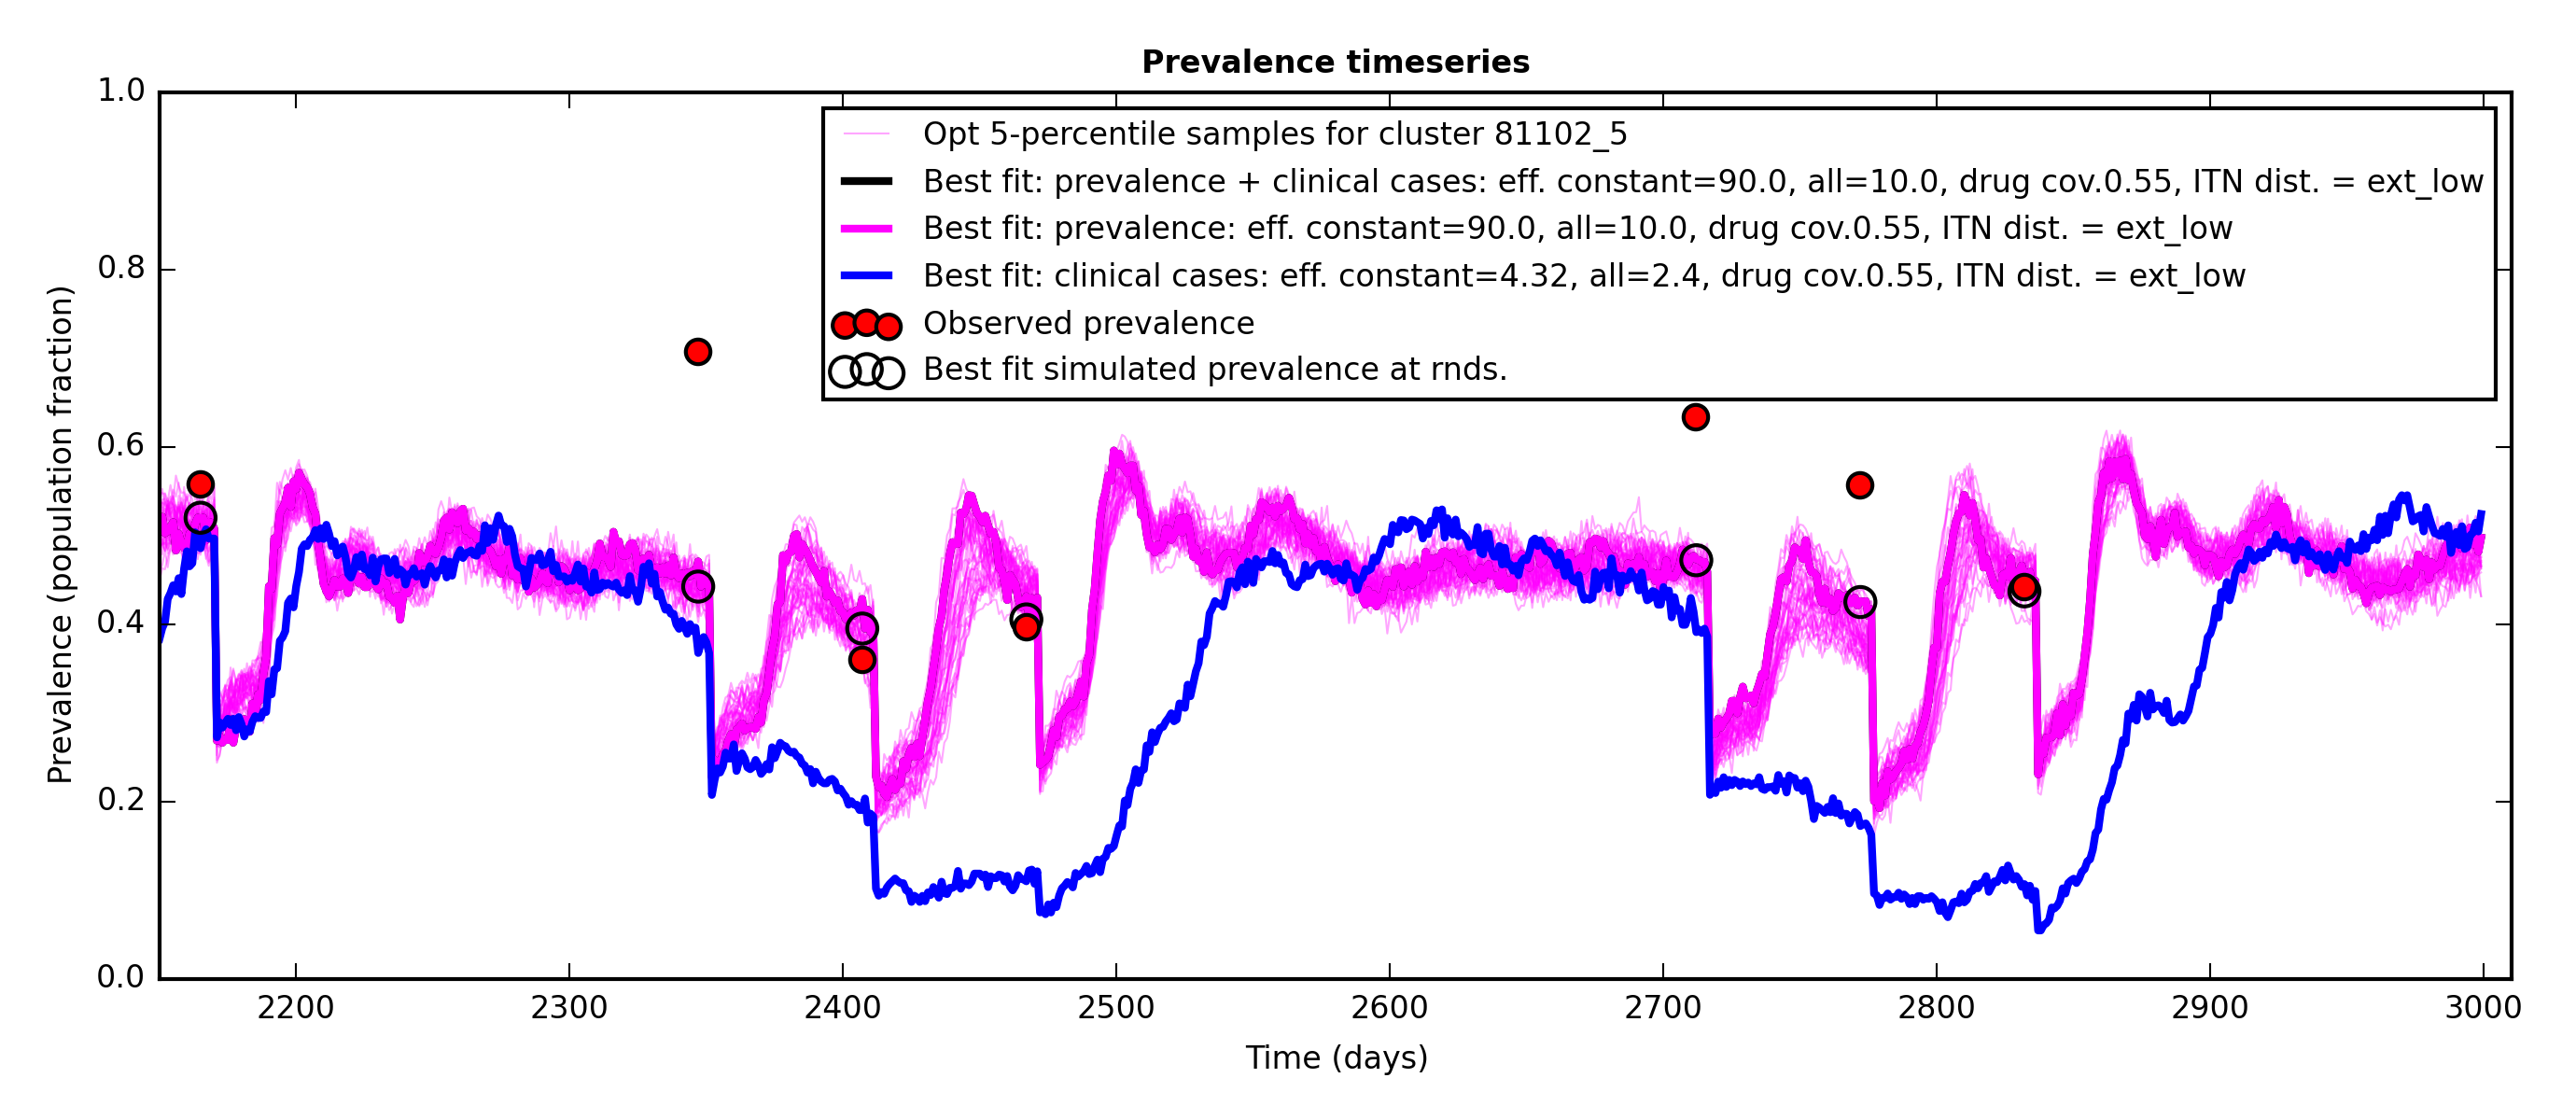 Prevalence timeseries
1.0
0.8
0.6
0.4
0.2
0.0
Prevalence (population fraction)
Opt 5-percentile samples for cluster 81102_5
Best fit: prevalence + clinical cases: eff. constant=90.0, all=10.0, drug cov.0.55, ITN dist. = ext_low
Best fit: prevalence: eff. constant=90.0, all=10.0, drug cov.0.55, ITN dist. = ext_low
Best fit: clinical cases: eff. constant=4.32, all=2.4, drug cov.0.55, ITN dist. = ext_low
Observed prevalence
Best fit simulated prevalence at rnds.
2200 2300 2400 2500 2600 2700 2800 2900 3000
Time (days)